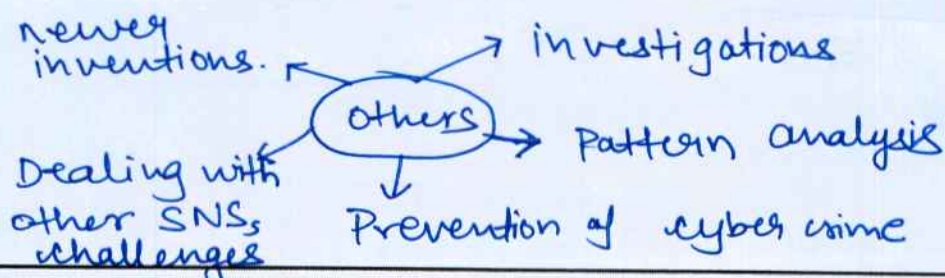 newer
inventions.
investigations
others
Pattern analysis
Dealing with
other SNSs
challenges
Prevention of cyber crime